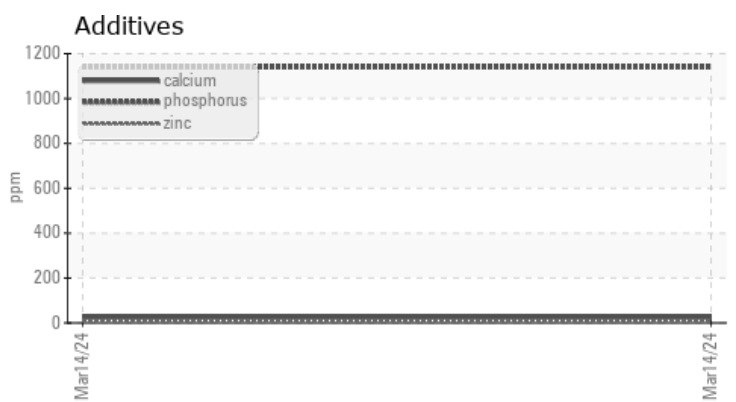 Additives
1200
1000
800
600
400
200
0
ppm
calcium
phosphorus
zinc
Mar14/24
Mar14/24